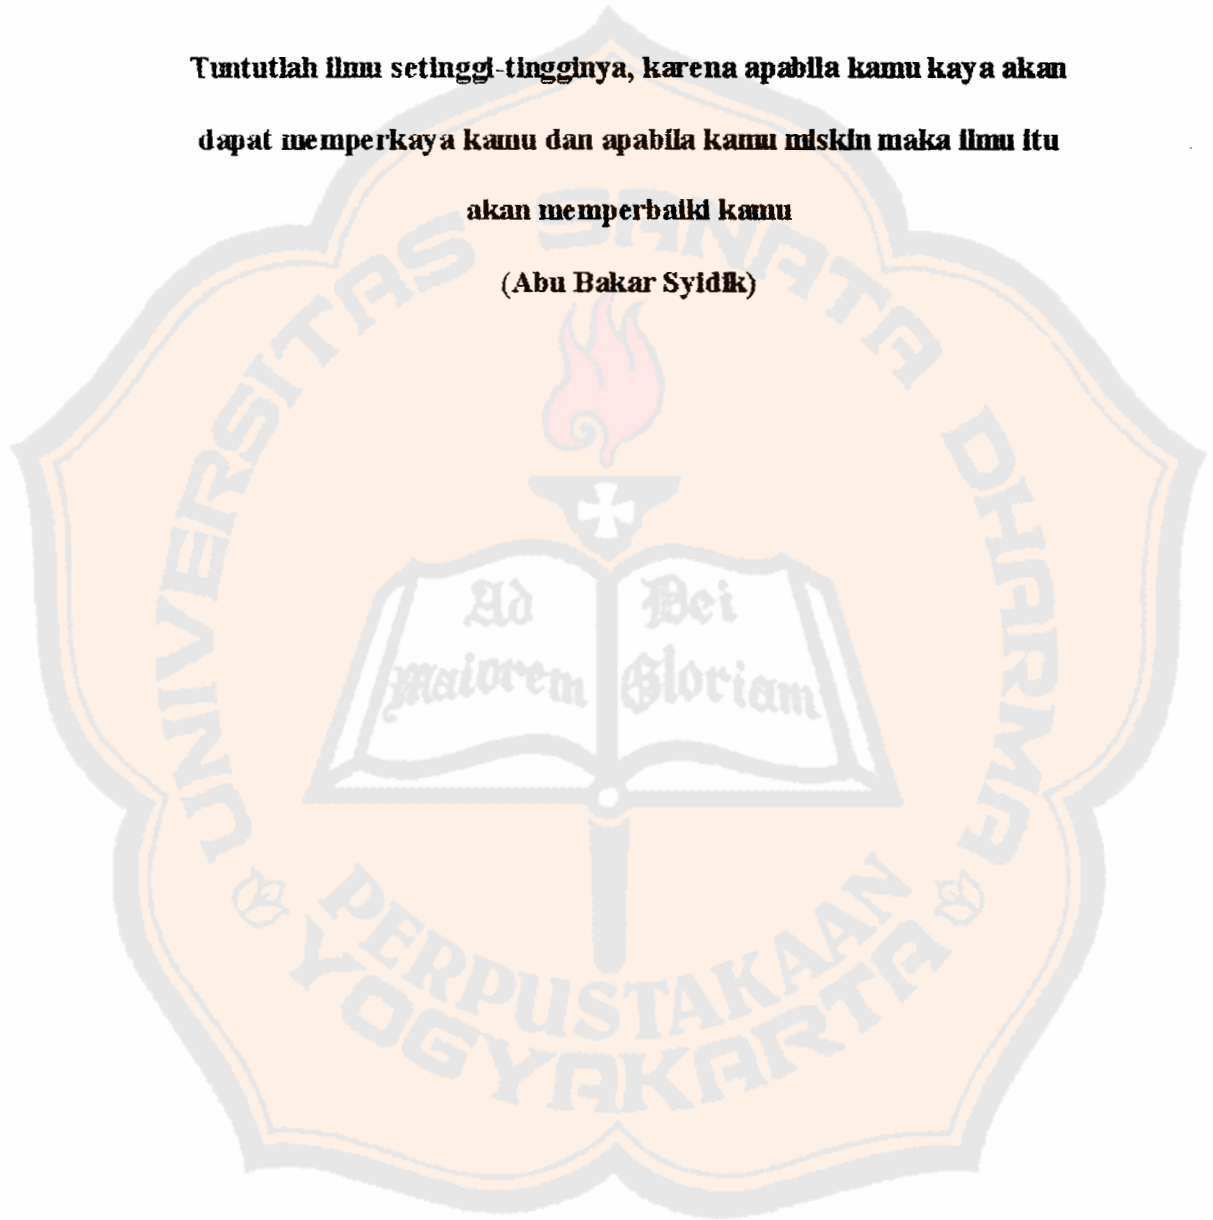 Tuntutlah ilmu setinggi-tingginya, karena apabila kamu kaya akan
dapat memperkaya kamu dan apabila kamu miskin maka ilmu itu
akan memperbaiki kamu
(Abu Bakar Syidik)
UNIVERSITAS SANATA DHARMA
Ad Dei
Maiorem Gloriam
PERPUSTAKAAN
YOGYAKARTA